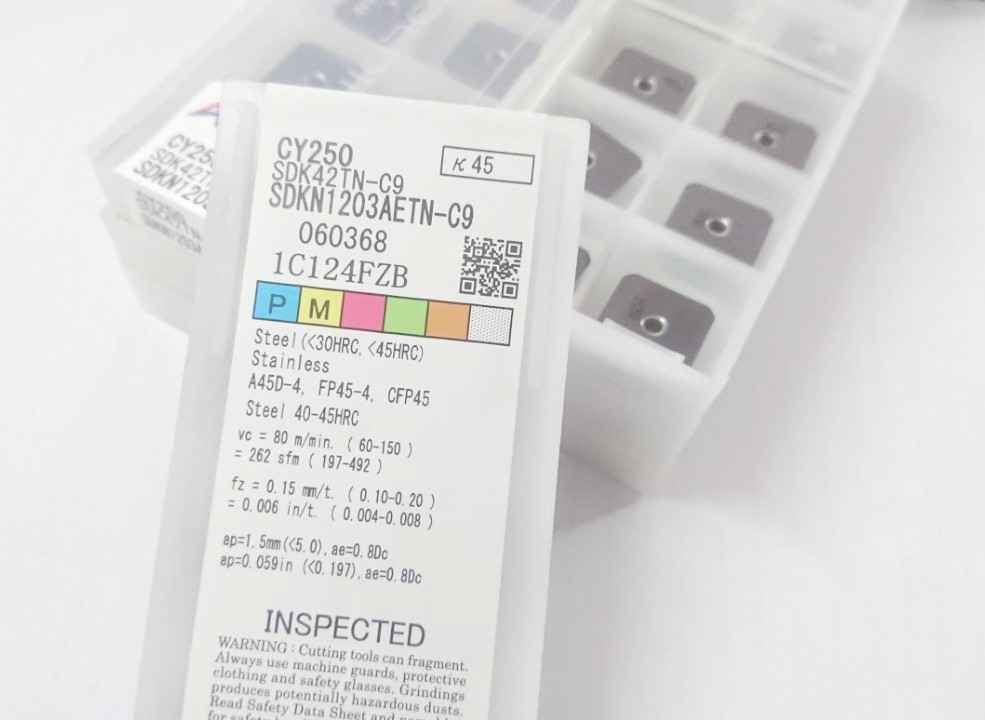 CY250
κ 45
SDK42TN-C9
SDKN1203AETN-C9
060368
1C124FZB
P M
Steel(<30HRC, <45HRC)
Stainless
A45D-4, FP45-4, CFP45
Steel 40-45HRC
vc = 80 m/min. ( 60-150 )
= 262 sfm ( 197-492 )
fz = 0.15 mm/t. ( 0.10-0.20 )
= 0.006 in/t. ( 0.004-0.008 )
ap=1.5mm(<5.0), ae=0.8Dc
ap=0.059in (<0.197), ae=0.8Dc
INSPECTED
WARNING : Cutting tools can fragment.
Always use machine guards, protective
clothing and safety glasses. Grindings
produces potentially hazardous dusts.
Read Safety Data Sheet and
CY25
SDK42T
SDKN120